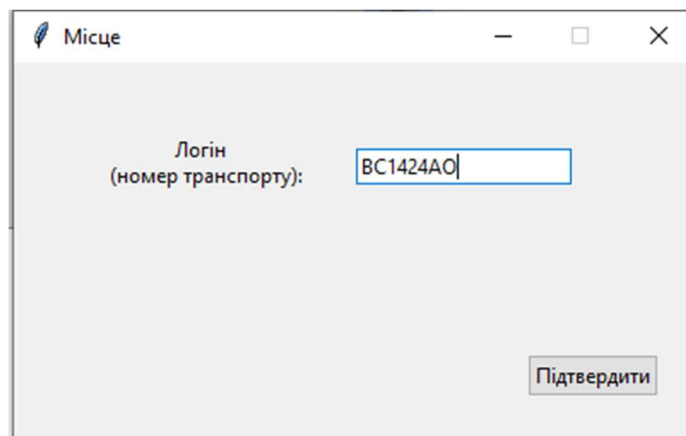 Місце
Логін
(номер транспорту):
BC1424AO
Підтвердити